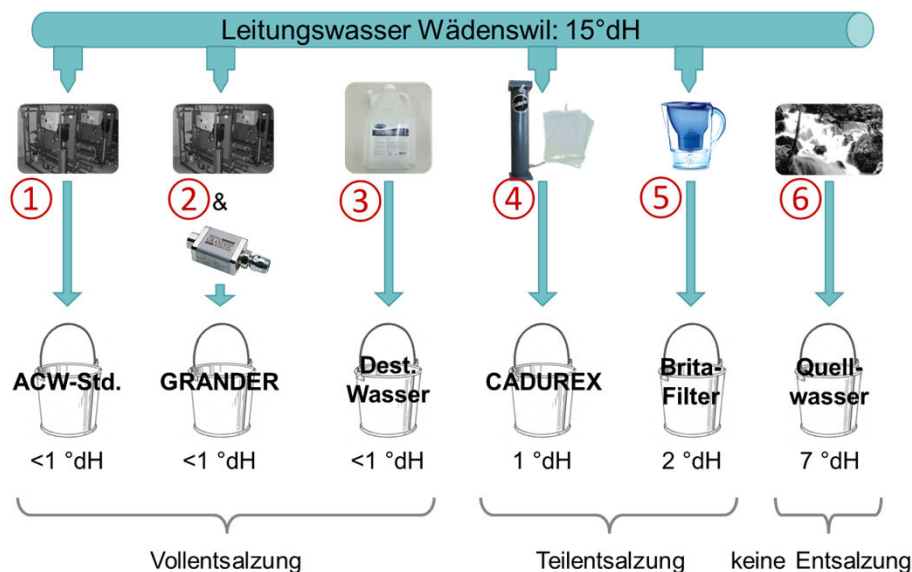 Leitungswasser Wädenswil: 15°dH
1
2 &
3
4
5
6
GRANDER
ACW-Std.
GRANDER
Dest.
Wasser
CADUREX
Brita-
Filter
Quell-
wasser
<1 °dH
<1 °dH
<1 °dH
1 °dH
2 °dH
7 °dH
Vollentsalzung
Teilentsalzung
keine Entsalzung